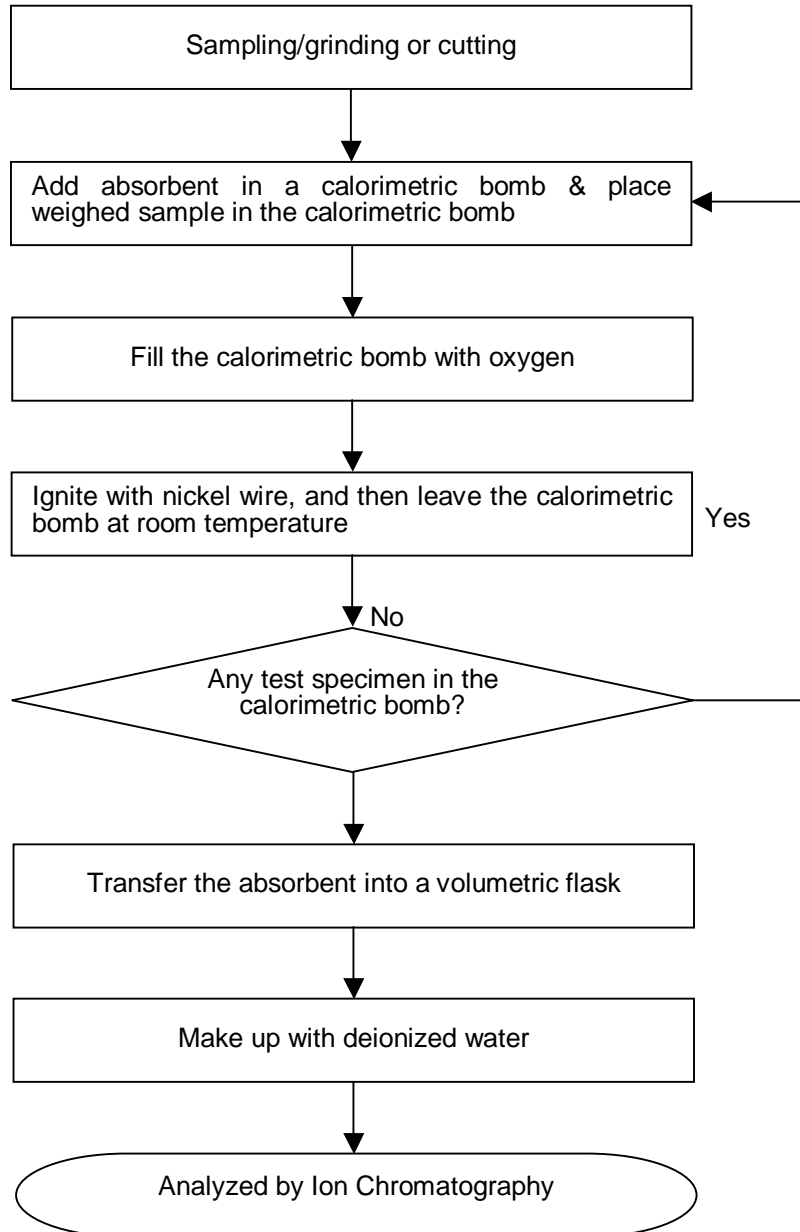 Sampling/grinding or cutting
Add absorbent in a calorimetric bomb & place
weighed sample in the calorimetric bomb
Fill the calorimetric bomb with oxygen
Ignite with nickel wire, and then leave the calorimetric
bomb at room temperature
Yes
No
Any test specimen in the
calorimetric bomb?
Transfer the absorbent into a volumetric flask
Make up with deionized water
Analyzed by Ion Chromatography